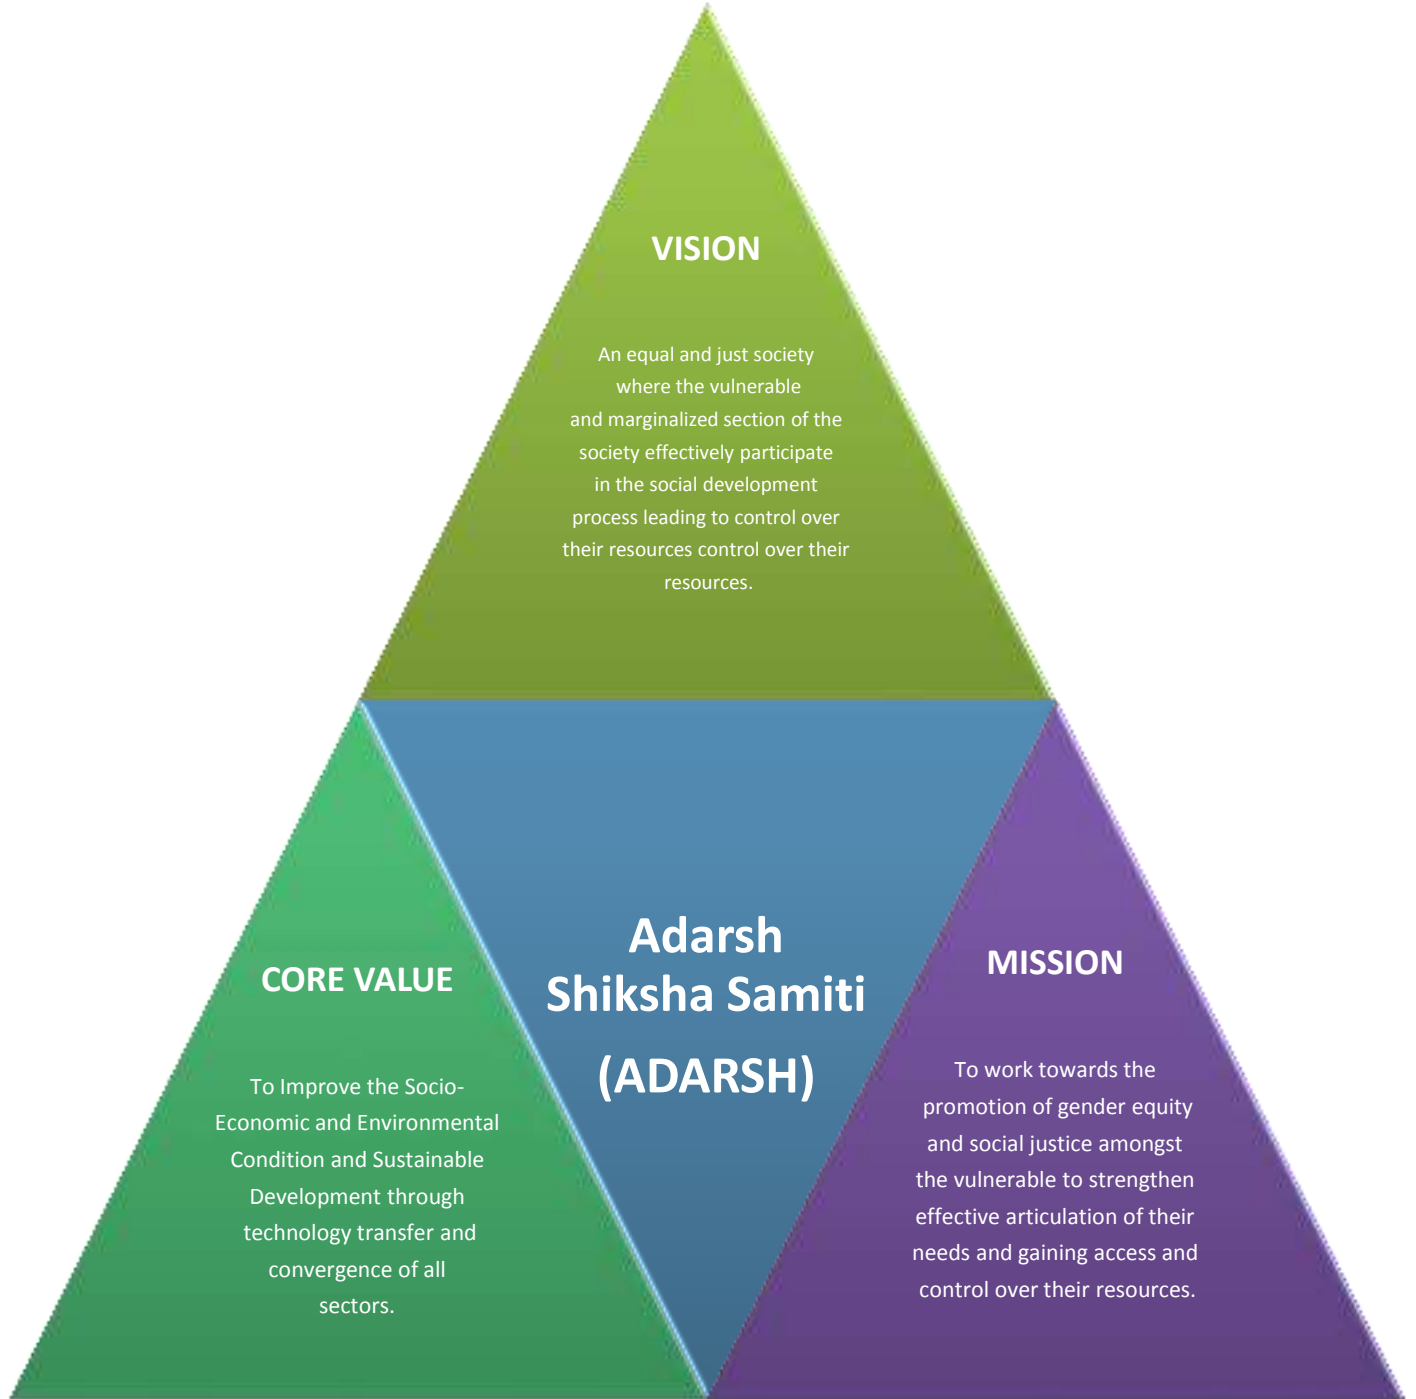 VISION
An equal and just society
where the vulnerable
and marginalized section of the
society effectively participate
in the social development
process leading to control over
their resources control over their
resources.
CORE VALUE
To Improve the Socio-
Economic and Environmental
Condition and Sustainable
Development through
technology transfer and
convergence of all
sectors.
Adarsh
Shiksha Samiti
(ADARSH)
MISSION
To work towards the
promotion of gender equity
and social justice amongst
the vulnerable to strengthen
effective articulation of their
needs and gaining access and
control over their resources.